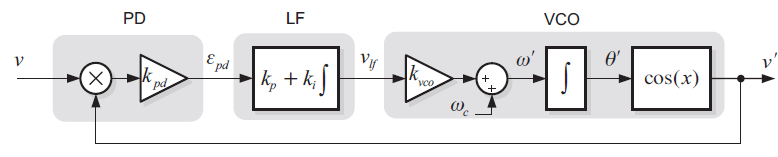 PD LF VCO
v × k_pd ε_pd k_p + k_i∫ v_lf k_vco + + ω_c ω′ ∫ θ′ cos(x) v′